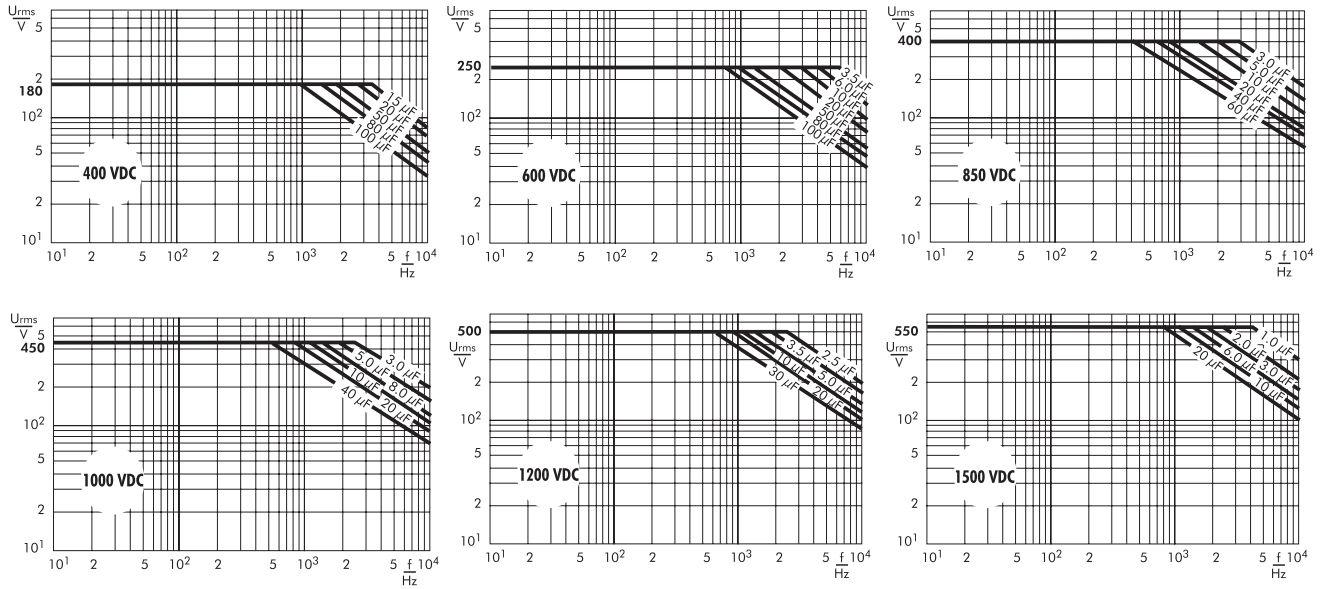 Urms
V
5
2
180
10²
5
2
10¹
400 VDC
15 µF
20 µF
50 µF
80 µF
100 µF
10¹ 2 5 10² 2 5 10³ 2 5 f 10⁴
Hz
Urms
V
5
250
2
10²
5
2
10¹
600 VDC
3.5 µF
6.0 µF
10 µF
20 µF
50 µF
80 µF
100 µF
10¹ 2 5 10² 2 5 10³ 2 5 f 10⁴
Hz
Urms
V
400
2
10²
5
2
10¹
850 VDC
3.0 µF
5.0 µF
10 µF
20 µF
40 µF
60 µF
10¹ 2 5 10² 2 5 10³ 2 5 f 10⁴
Hz
Urms
V
5
450
2
10²
5
2
10¹
1000 VDC
3.0 µF
5.0 µF
8.0 µF
10 µF
20 µF
40 µF
10¹ 2 5 10² 2 5 10³ 2 5 f 10⁴
Hz
500
Urms
V
2
10²
5
2
10¹
1200 VDC
2.5 µF
3.5 µF
5.0 µF
10 µF
20 µF
30 µF
10¹ 2 5 10² 2 5 10³ 2 5 f 10⁴
Hz
550
Urms
V
2
10²
5
2
10¹
1500 VDC
1.0 µF
2.0 µF
3.0 µF
6.0 µF
10 µF
20 µF
10¹ 2 5 10² 2 5 10³ 2 5 f 10⁴
Hz